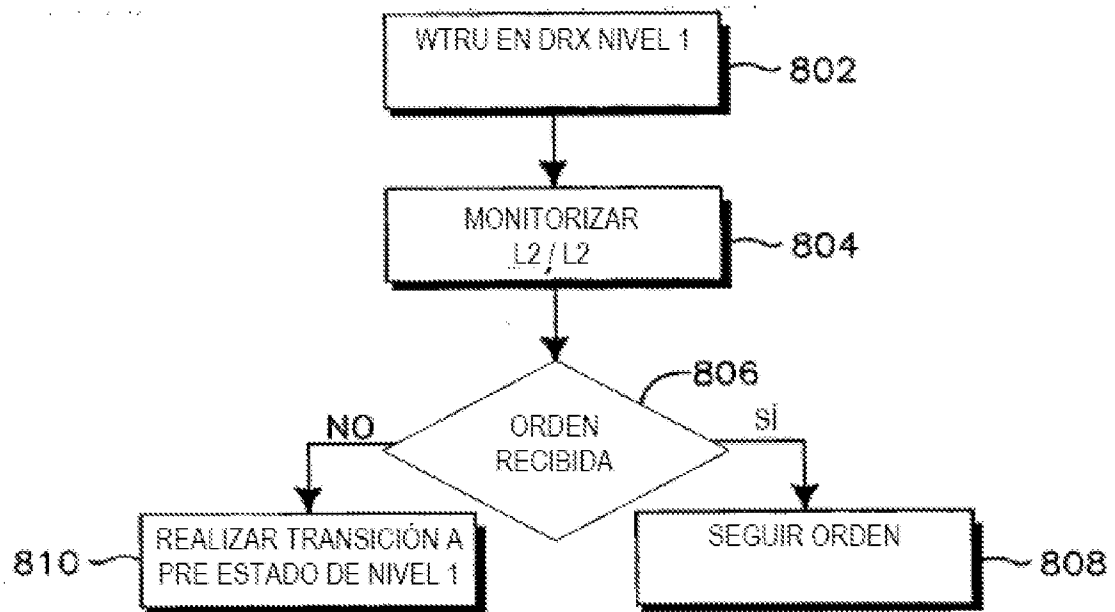 WTRU EN DRX NIVEL 1
802
MONITORIZAR
L2 / L2
804
806
ORDEN
RECIBIDA
NO
SÍ
REALIZAR TRANSICIÓN A
PRE ESTADO DE NIVEL 1
810
SEGUIR ORDEN
808